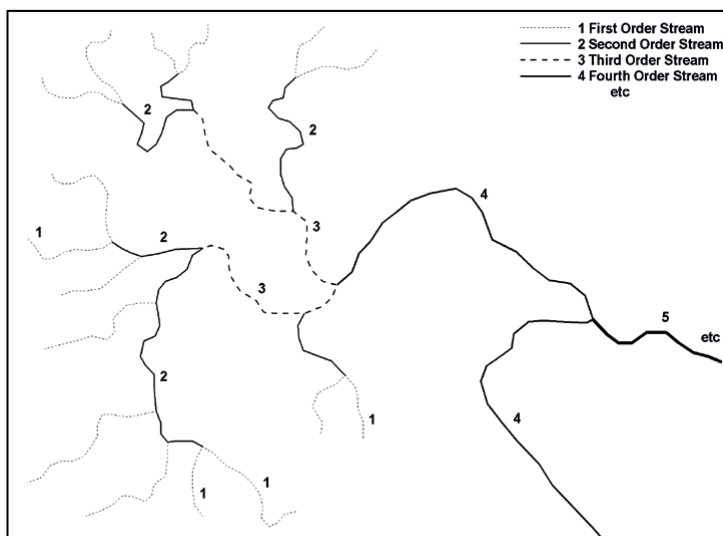 1 First Order Stream
2 Second Order Stream
3 Third Order Stream
4 Fourth Order Stream
etc
2
2
4
3
1
2
3
5
etc
2
4
1
1
1